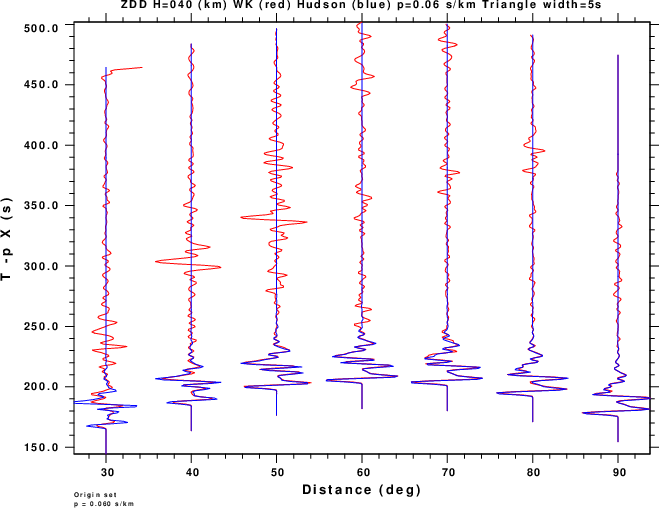 ZDD H=040 (km) WK (red) Hudson (blue) p=0.06 s/km Triangle width=5s
500.0
450.0
400.0
350.0
300.0
250.0
200.0
150.0
T -p X (s)
30 40 50 60 70 80 90
Distance (deg)
Origin set
p = 0.060 s/km